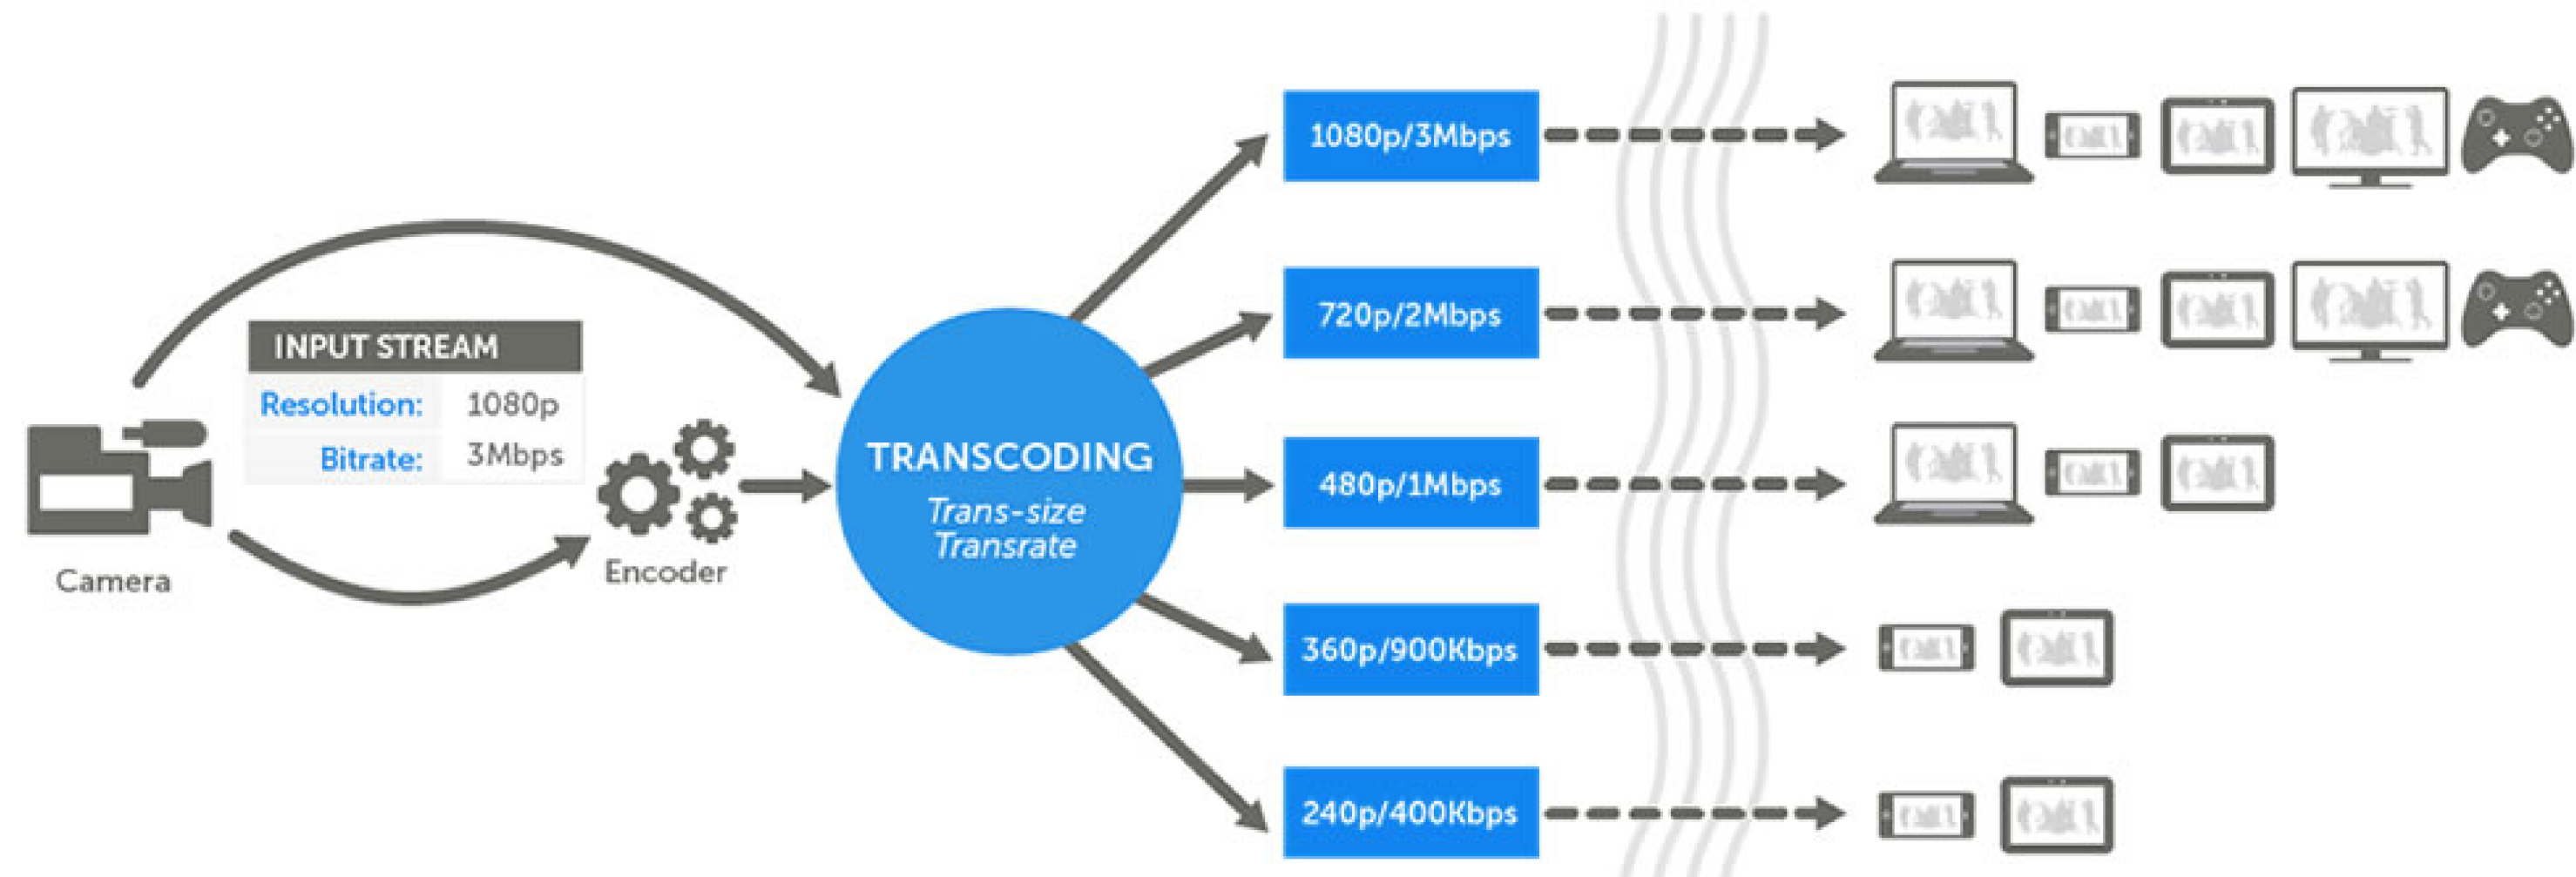 INPUT STREAM
Resolution: 1080p
Bitrate: 3Mbps
Camera
Encoder
TRANSCODING
Trans-size
Transrate
1080p/3Mbps
720p/2Mbps
480p/1Mbps
360p/900Kbps
240p/400Kbps